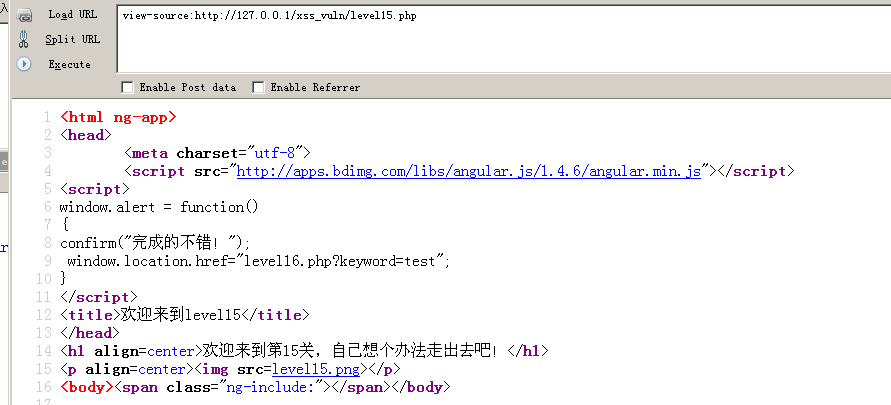 入
Load URL
view-source:http://127.0.0.1/xss_vuln/level15.php
Split URL
Execute
Enable Post data Enable Referrer
1 <html ng-app>
2 <head>
3 <meta charset="utf-8">
4 <script src="http://apps.bdimg.com/libs/angular.js/1.4.6/angular.min.js"></script>
5 <script>
6 window.alert = function()
7 {
8 confirm("完成的不错！");
9 window.location.href="level16.php?keyword=test";
10 }
11 </script>
12 <title>欢迎来到level15</title>
13 </head>
14 <h1 align=center>欢迎来到第15关，自己想个办法走出去吧！</h1>
15 <p align=center><img src=level15.png></p>
16 <body><span class="ng-include:"></span></body>
17